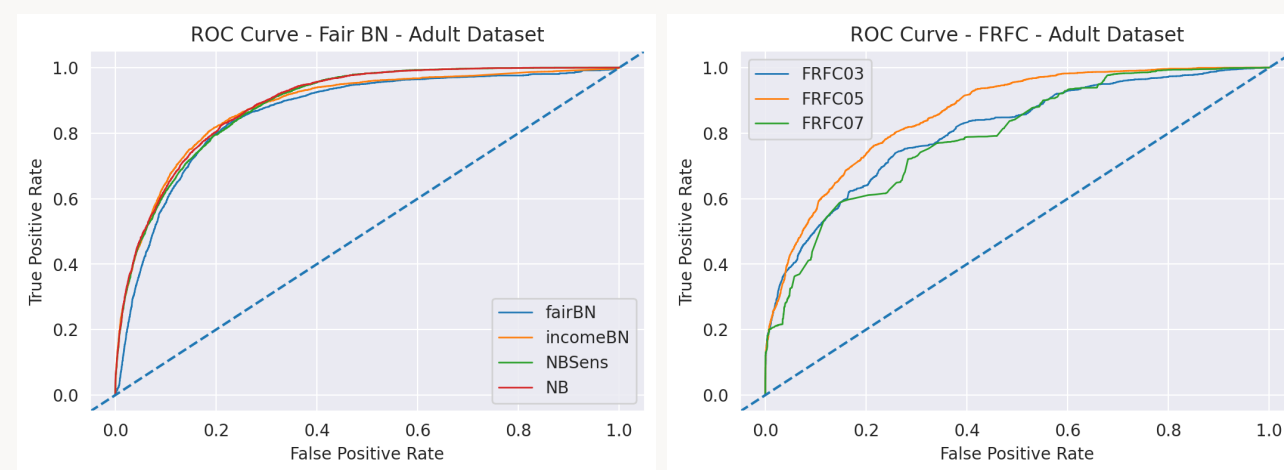 ROC Curve - Fair BN - Adult Dataset
1.0
0.8
0.6
0.4
0.2
0.0
True Positive Rate
fairBN
incomeBN
NBSens
NB
0.0 0.2 0.4 0.6 0.8 1.0
False Positive Rate
ROC Curve - FRFC - Adult Dataset
FRFC03
FRFC05
FRFC07
1.0
0.8
0.6
0.4
0.2
0.0
True Positive Rate
0.0 0.2 0.4 0.6 0.8 1.0
False Positive Rate